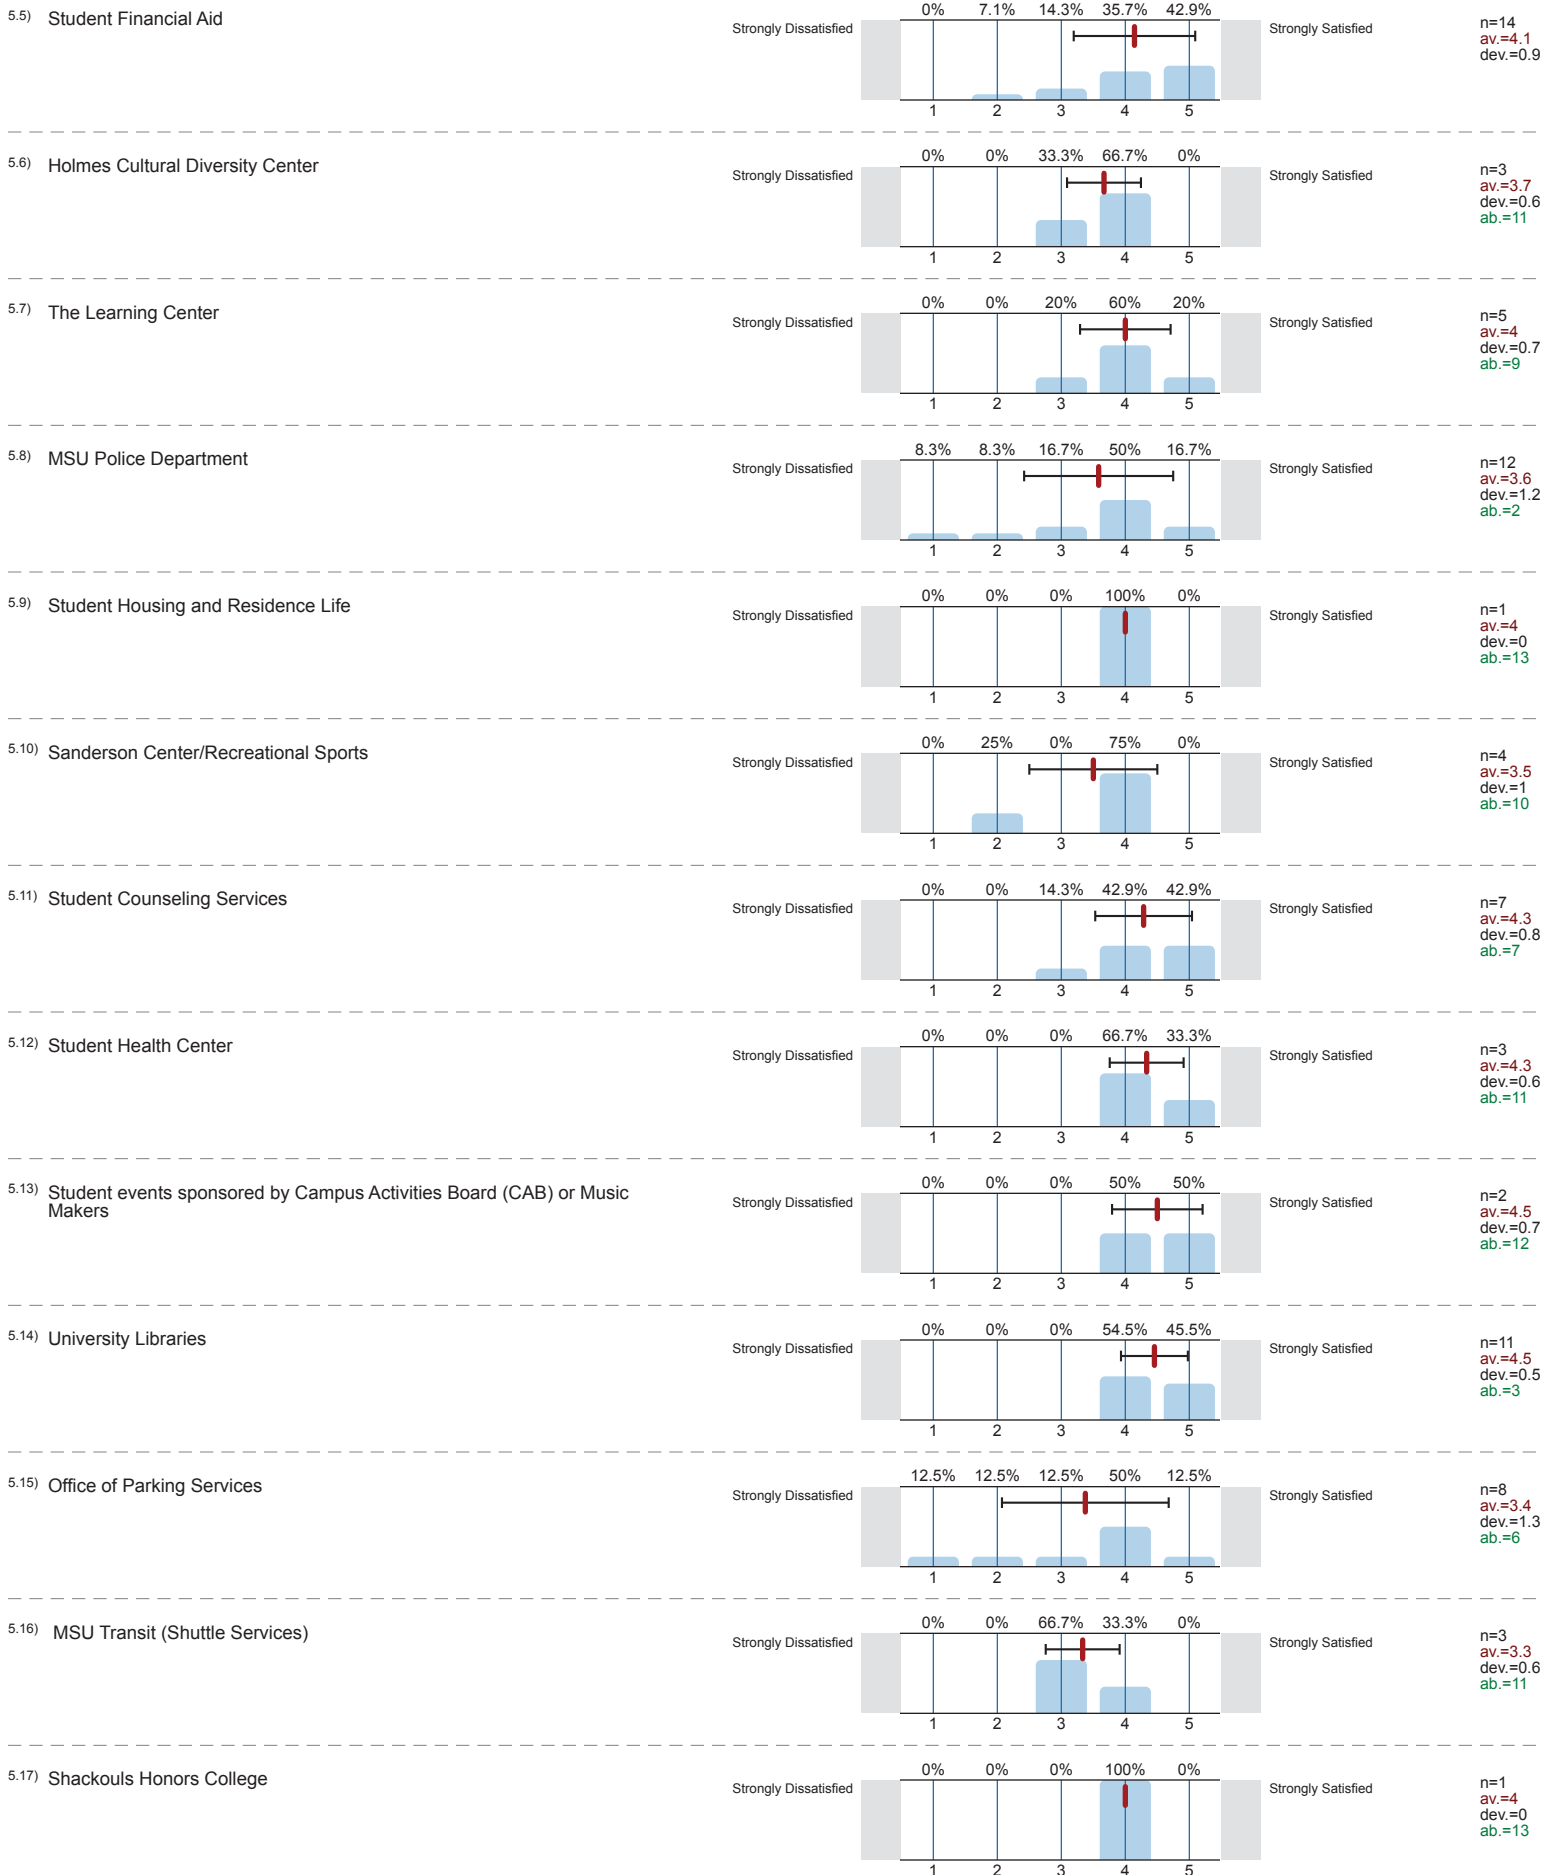 5.5) Student Financial Aid
0% 7.1% 14.3% 35.7% 42.9%
Strongly Dissatisfied Strongly Satisfied
n=14
av.=4.1
dev.=0.9
1 2 3 4 5
5.6) Holmes Cultural Diversity Center
0% 0% 33.3% 66.7% 0%
Strongly Dissatisfied Strongly Satisfied
n=3
av.=3.7
dev.=0.6
ab.=11
1 2 3 4 5
5.7) The Learning Center
0% 0% 20% 60% 20%
Strongly Dissatisfied Strongly Satisfied
n=5
av.=4
dev.=0.7
ab.=9
1 2 3 4 5
5.8) MSU Police Department
8.3% 8.3% 16.7% 50% 16.7%
Strongly Dissatisfied Strongly Satisfied
n=12
av.=3.6
dev.=1.2
ab.=2
1 2 3 4 5
5.9) Student Housing and Residence Life
0% 0% 0% 100% 0%
Strongly Dissatisfied Strongly Satisfied
n=1
av.=4
dev.=0
ab.=13
1 2 3 4 5
5.10) Sanderson Center/Recreational Sports
0% 25% 0% 75% 0%
Strongly Dissatisfied Strongly Satisfied
n=4
av.=3.5
dev.=1
ab.=10
1 2 3 4 5
5.11) Student Counseling Services
0% 0% 14.3% 42.9% 42.9%
Strongly Dissatisfied Strongly Satisfied
n=7
av.=4.3
dev.=0.8
ab.=7
1 2 3 4 5
5.12) Student Health Center
0% 0% 0% 66.7% 33.3%
Strongly Dissatisfied Strongly Satisfied
n=3
av.=4.3
dev.=0.6
ab.=11
1 2 3 4 5
5.13) Student events sponsored by Campus Activities Board (CAB) or Music
Makers
0% 0% 0% 50% 50%
Strongly Dissatisfied Strongly Satisfied
n=2
av.=4.5
dev.=0.7
ab.=12
1 2 3 4 5
5.14) University Libraries
0% 0% 0% 54.5% 45.5%
Strongly Dissatisfied Strongly Satisfied
n=11
av.=4.5
dev.=0.5
ab.=3
1 2 3 4 5
5.15) Office of Parking Services
12.5% 12.5% 12.5% 50% 12.5%
Strongly Dissatisfied Strongly Satisfied
n=8
av.=3.4
dev.=1.3
ab.=6
1 2 3 4 5
5.16) MSU Transit (Shuttle Services)
0% 0% 66.7% 33.3% 0%
Strongly Dissatisfied Strongly Satisfied
n=3
av.=3.3
dev.=0.6
ab.=11
1 2 3 4 5
5.17) Shackouls Honors College
0% 0% 0% 100% 0%
Strongly Dissatisfied Strongly Satisfied
n=1
av.=4
dev.=0
ab.=13
1 2 3 4 5